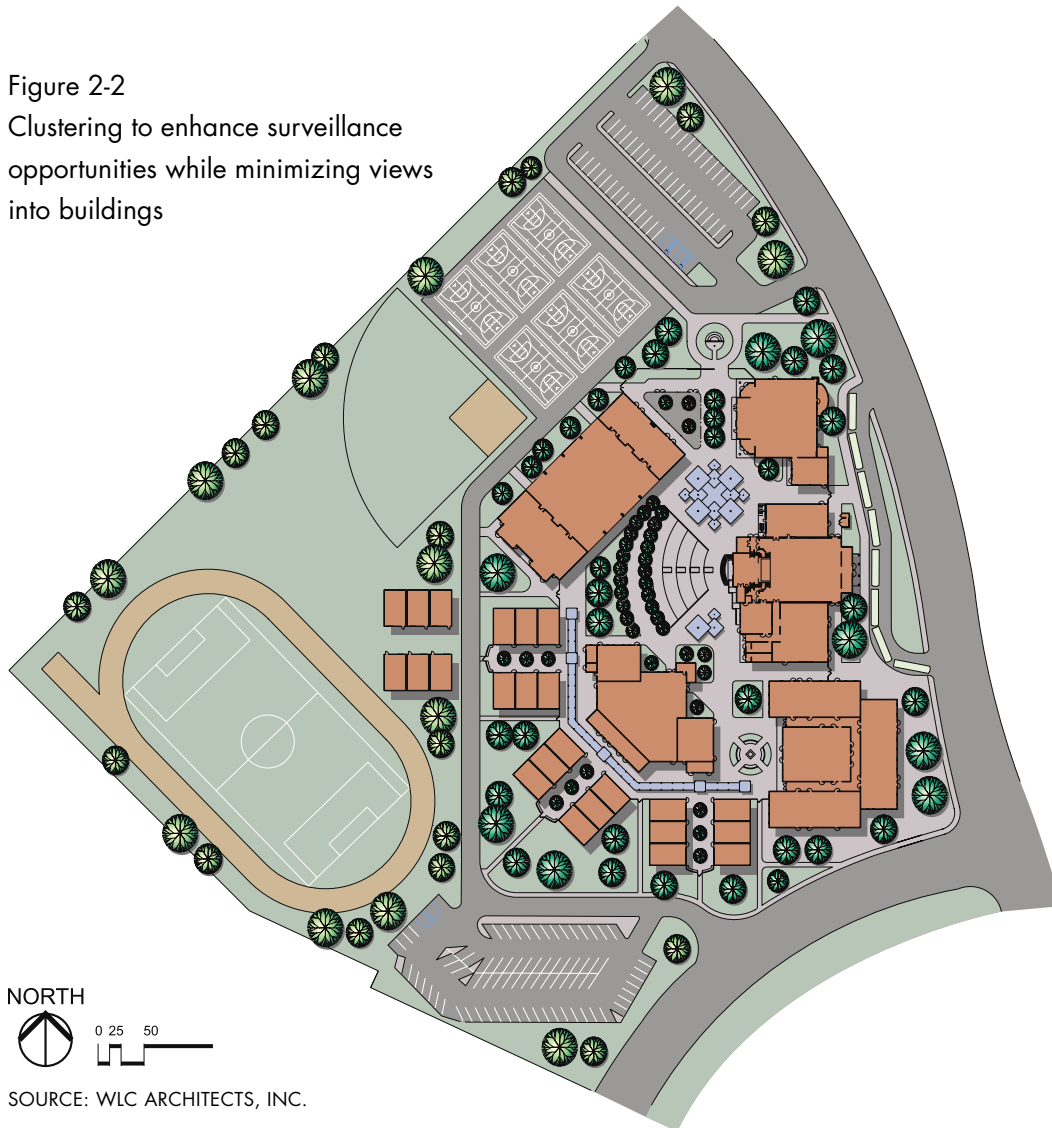 Figure 2-2
Clustering to enhance surveillance
opportunities while minimizing views
into buildings
NORTH
0 25 50
SOURCE: WLC ARCHITECTS, INC.